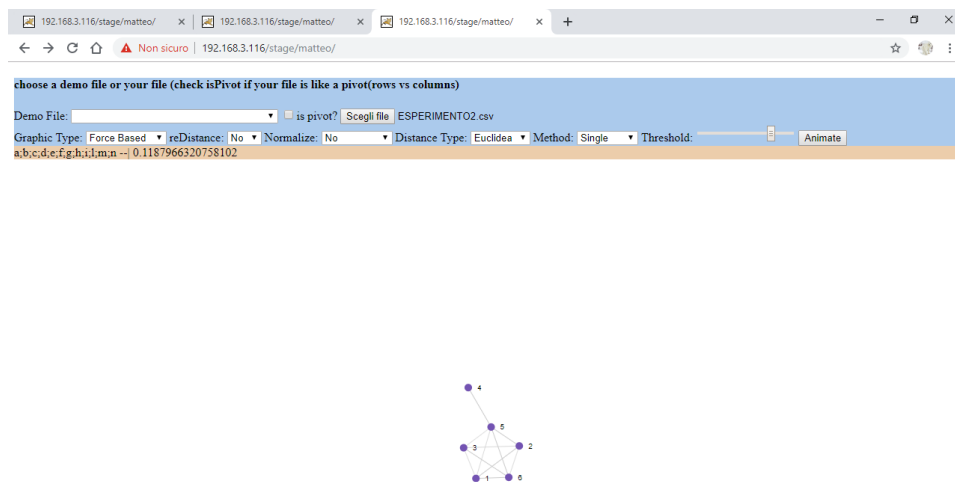 192.168.3.116/stage/matteo/ × 192.168.3.116/stage/matteo/ × 192.168.3.116/stage/matteo/ × +
Non sicuro | 192.168.3.116/stage/matteo/
choose a demo file or your file (check isPivot if your file is like a pivot(rows vs columns)
Demo File: is pivot? Scegli file ESPERIMENTO2.csv
Graphic Type: Force Based reDistance: No Normalize: No Distance Type: Euclidea Method: Single Threshold: Animate
a;b;c;d;e;f;g;h;i;l;m;n --| 0.1187966320758102
4
5
3 2
1 6